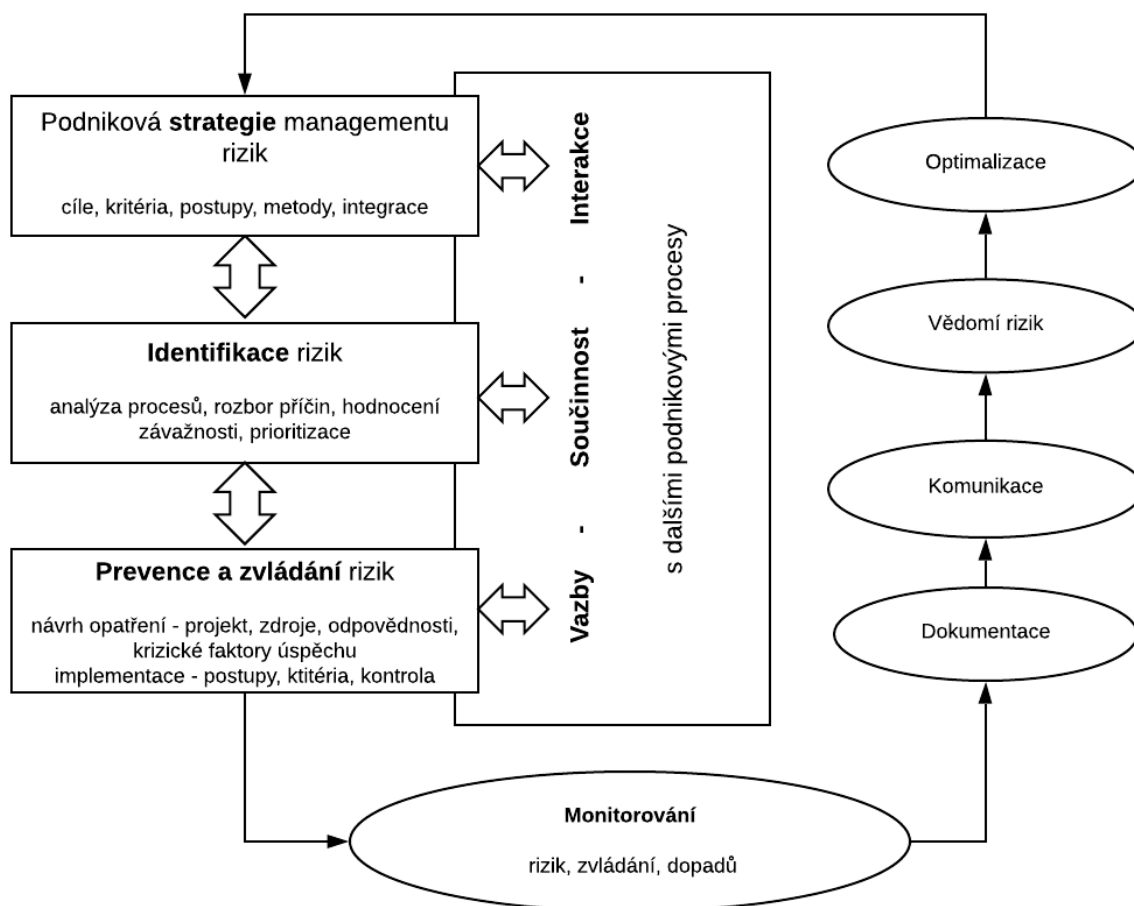 Podniková strategie managementu
rizik
cíle, kritéria, postupy, metody, integrace
Identifikace rizik
analýza procesů, rozbor příčin, hodnocení
závažnosti, prioritizace
Prevence a zvládání rizik
návrh opatření - projekt, zdroje, odpovědnosti,
krizické faktory úspěchu
implementace - postupy, ktitéria, kontrola
Vazby - Součinnost - Interakce
s dalšími podnikovými procesy
Monitorování
rizik, zvládání, dopadů
Optimalizace
Vědomí rizik
Komunikace
Dokumentace